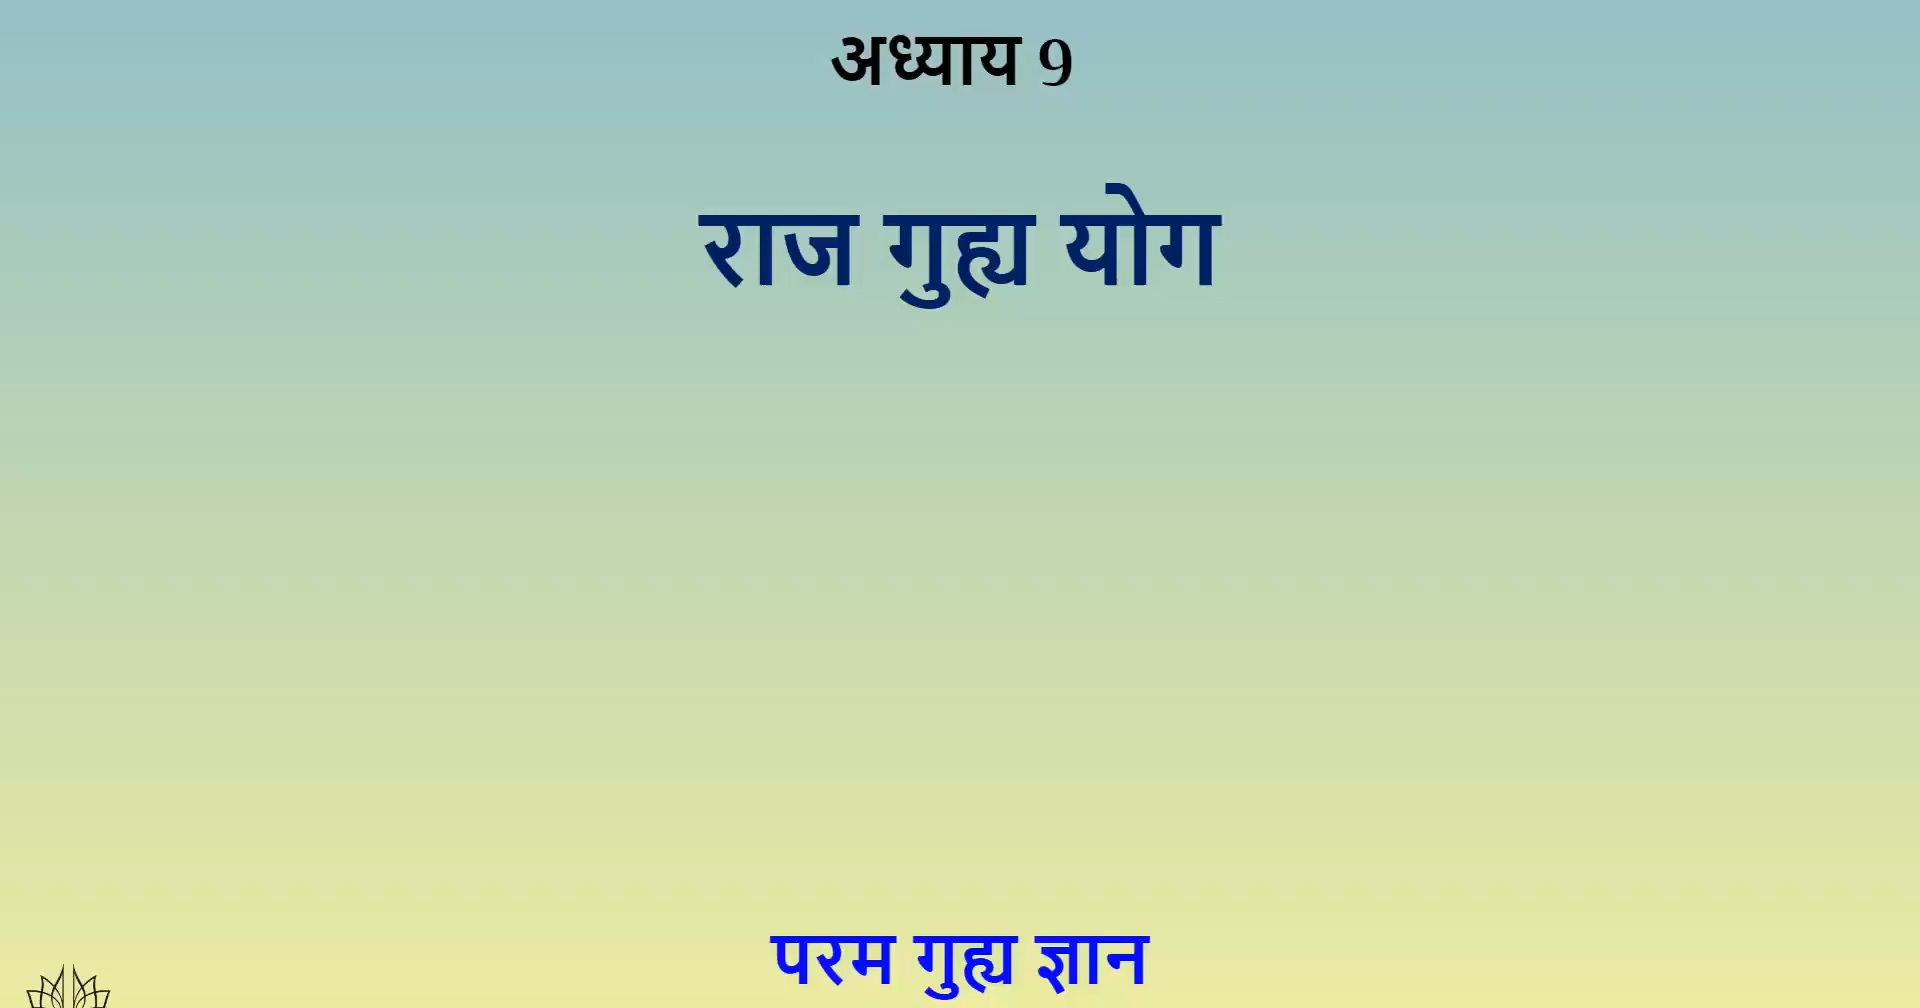 अध्याय 9
राज गुह्य योग
परम गुह्य ज्ञान